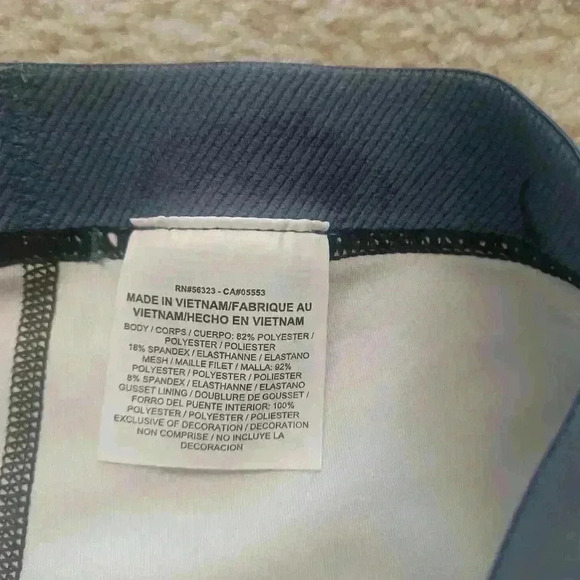 RN#56323 - CA#05553
MADE IN VIETNAM/FABRIQUE AU
VIETNAM/HECHO EN VIETNAM
BODY / CORPS / CUERPO: 82% POLYESTER /
POLYESTER / POLIESTER
18% SPANDEX / ELASTHANNE / ELASTANO
MESH / MAILLE FILET / MALLA: 92%
POLYESTER / POLYESTER / POLIESTER
8% SPANDEX / ELASTHANNE / ELASTANO
GUSSET LINING / DOUBLURE DE GOUSSET /
FORRO DEL PUENTE INTERIOR: 100%
POLYESTER / POLYESTER / POLIESTER
EXCLUSIVE OF DECORATION / DECORATION
NON COMPRISE / NO INCLUYE LA
DECORACION